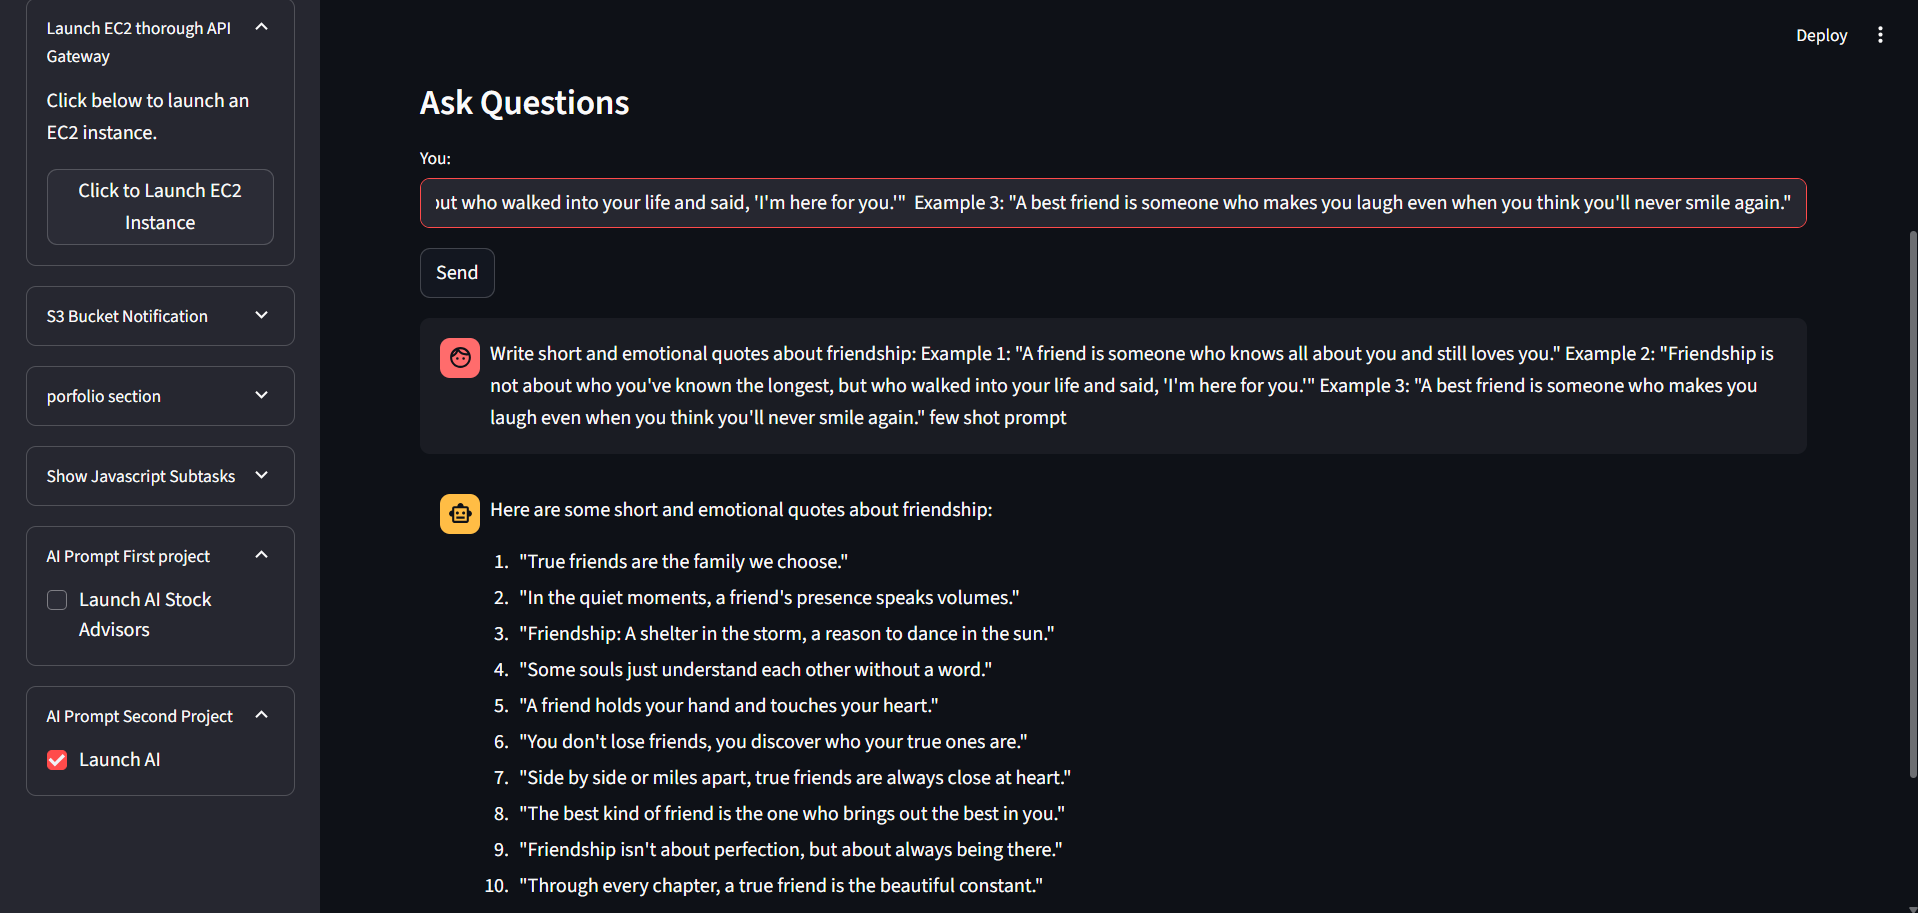 Launch EC2 thorough API
Gateway
Click below to launch an
EC2 instance.
Click to Launch EC2
Instance
S3 Bucket Notification
porfolio section
Show Javascript Subtasks
AI Prompt First project
Launch AI Stock
Advisors
AI Prompt Second Project
Launch AI
Deploy
Ask Questions
You:
but who walked into your life and said, 'I'm here for you.'"  Example 3: "A best friend is someone who makes you laugh even when you think you'll never smile again."
Send
Write short and emotional quotes about friendship: Example 1: "A friend is someone who knows all about you and still loves you." Example 2: "Friendship is
not about who you've known the longest, but who walked into your life and said, 'I'm here for you.'" Example 3: "A best friend is someone who makes you
laugh even when you think you'll never smile again." few shot prompt
Here are some short and emotional quotes about friendship:
1. "True friends are the family we choose."
2. "In the quiet moments, a friend's presence speaks volumes."
3. "Friendship: A shelter in the storm, a reason to dance in the sun."
4. "Some souls just understand each other without a word."
5. "A friend holds your hand and touches your heart."
6. "You don't lose friends, you discover who your true ones are."
7. "Side by side or miles apart, true friends are always close at heart."
8. "The best kind of friend is the one who brings out the best in you."
9. "Friendship isn't about perfection, but about always being there."
10. "Through every chapter, a true friend is the beautiful constant."